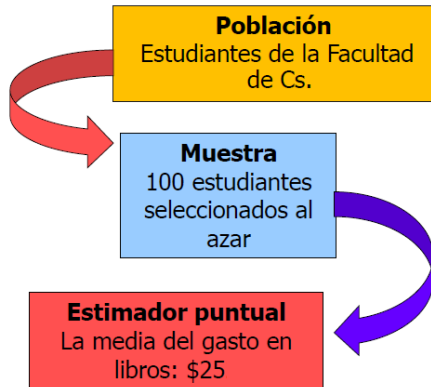 Población
Estudiantes de la Facultad
de Cs.
Muestra
100 estudiantes
seleccionados al
azar
Estimador puntual
La media del gasto en
libros: $25